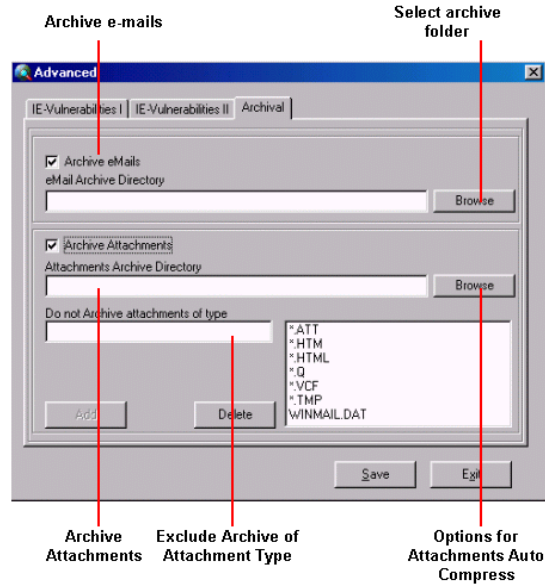 Archive e-mails
Select archive
folder
Advanced
IE-Vulnerabilities I
IE-Vulnerabilities II
Archival
Archive eMails
eMail Archive Directory
Browse
Archive Attachments
Attachments Archive Directory
Browse
Do not Archive attachments of type
*.ATT
*.HTM
*.HTML
*.Q
*.VCF
*.TMP
WINMAIL.DAT
Add
Delete
Save
Exit
Archive
Attachments
Exclude Archive of
Attachment Type
Options for
Attachments Auto
Compress